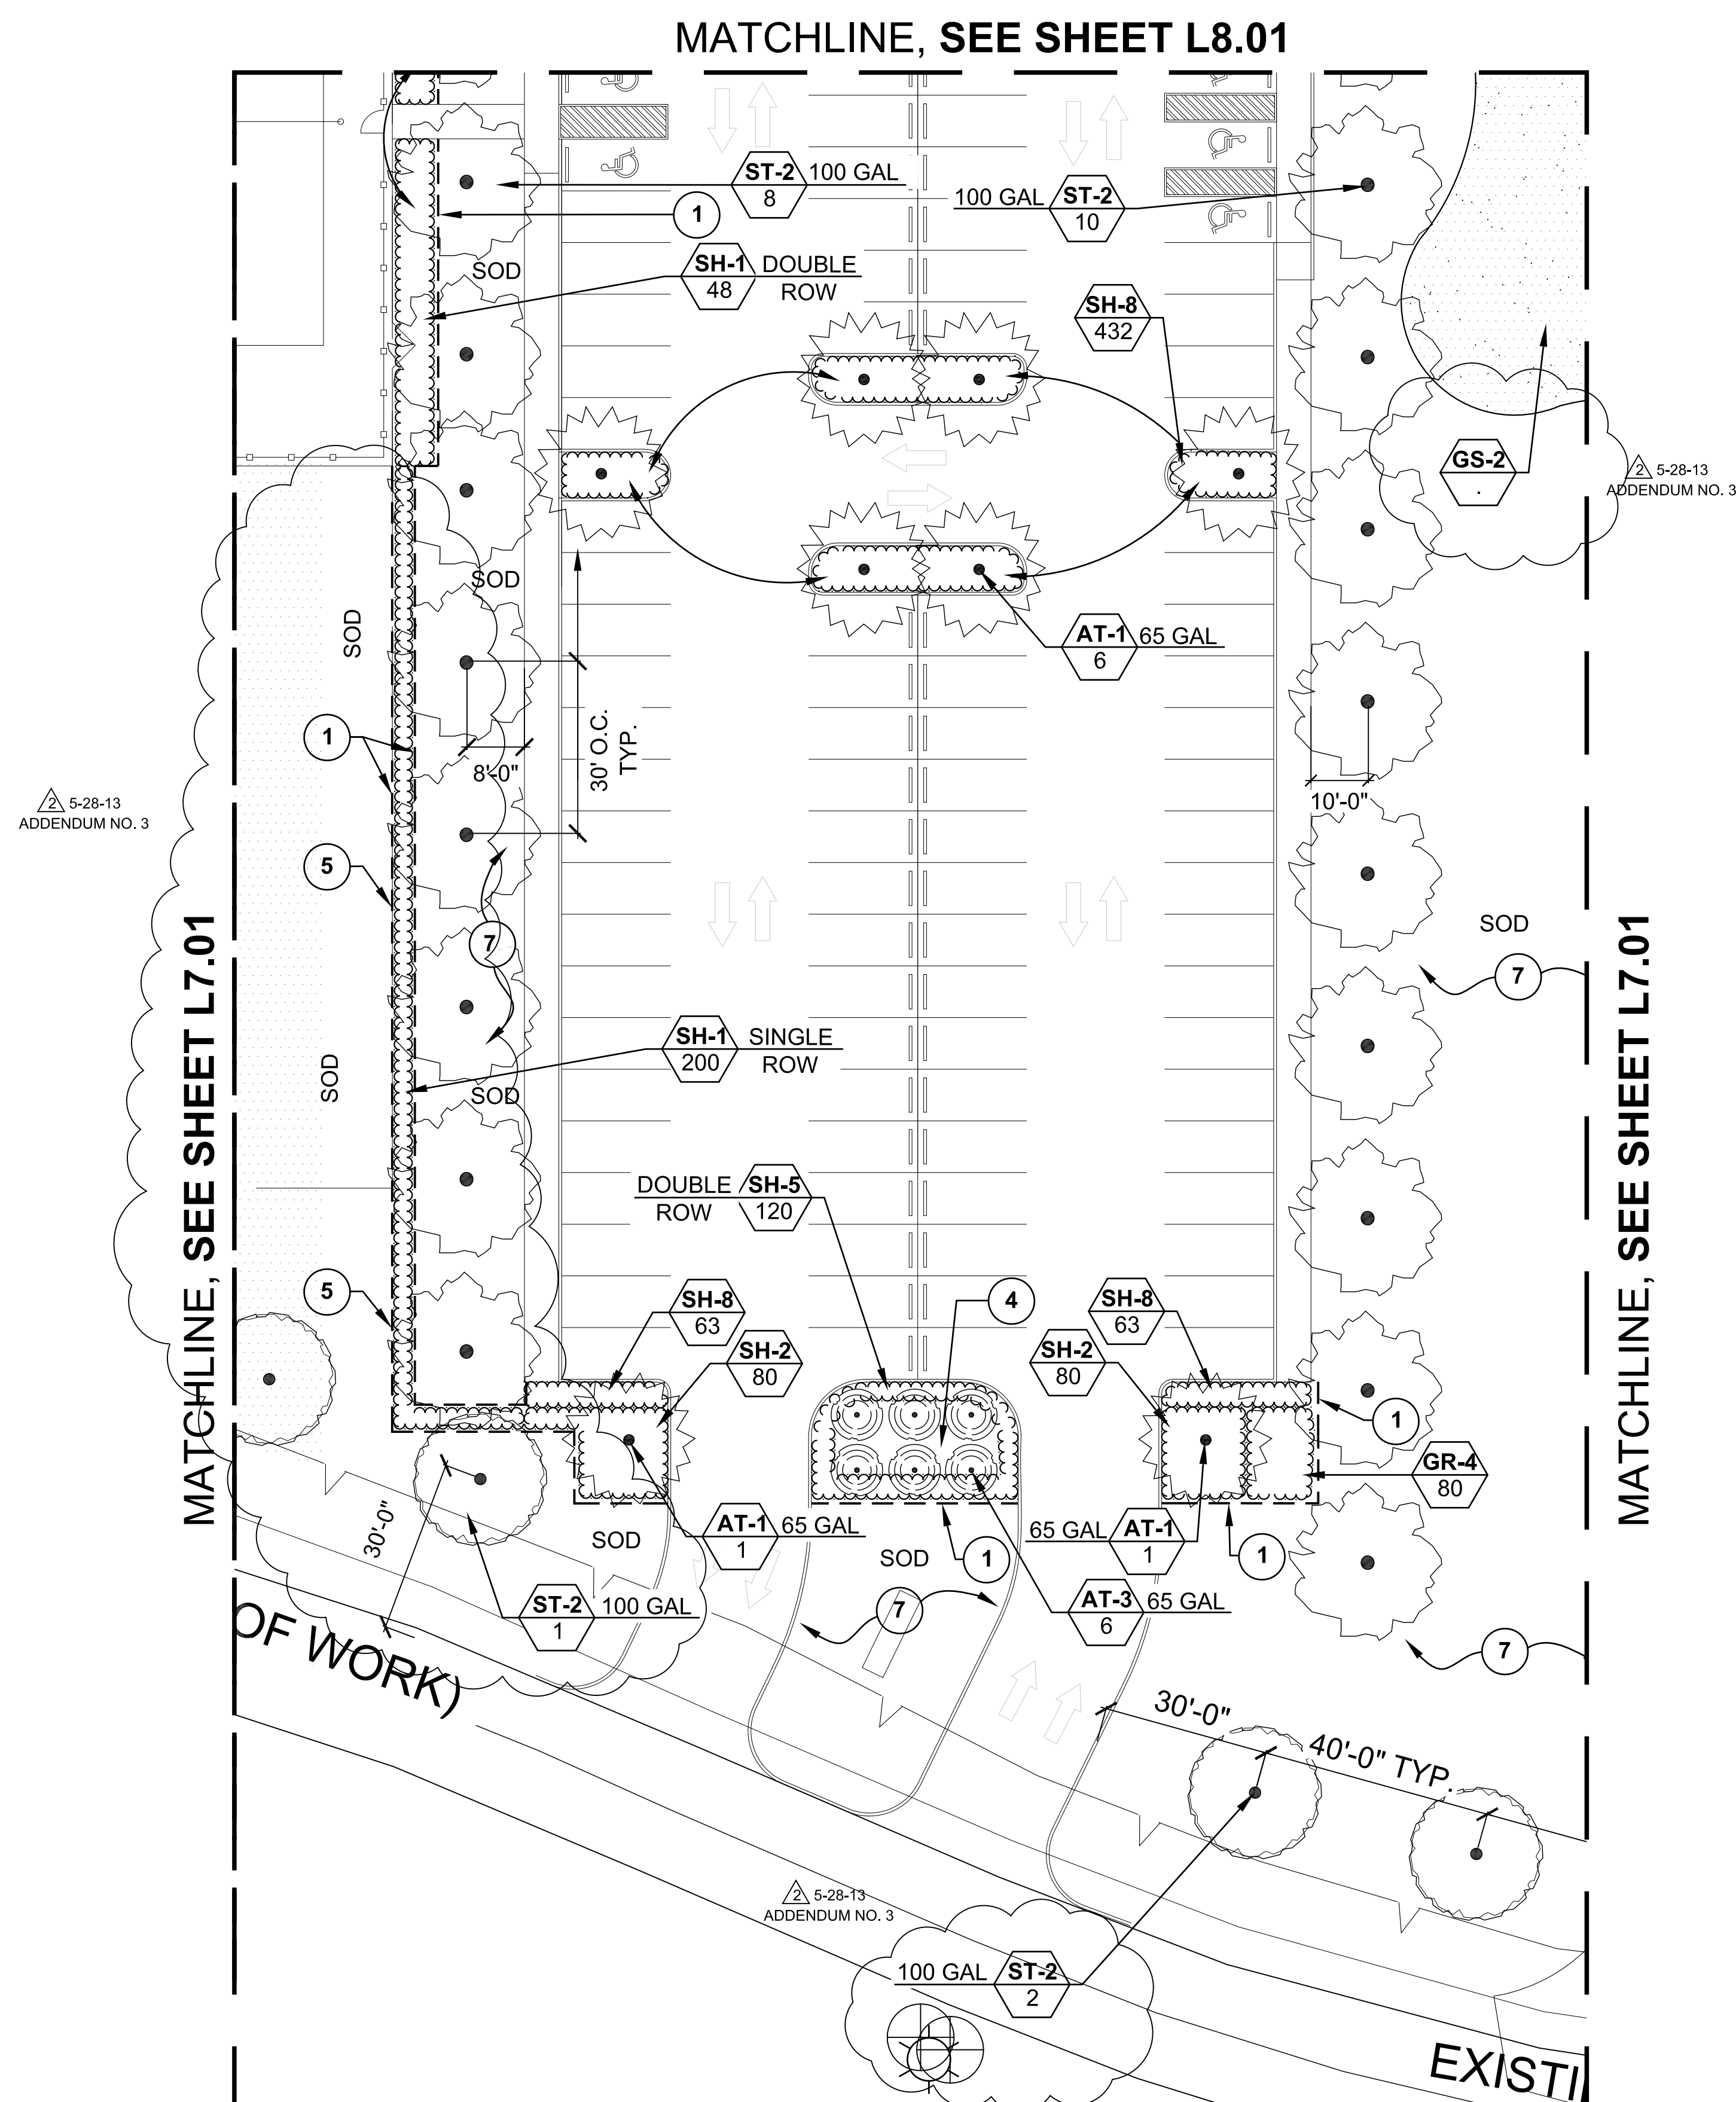 MATCHLINE, SEE SHEET L8.01
ST-2 100 GAL
8
100 GAL ST-2
10
1
SOD
SH-1 DOUBLE
48 ROW
SH-8
432
GS-2
.
2 5-28-13
ADDENDUM NO. 3
SOD
SOD
AT-1 65 GAL
6
30' O.C.
TYP.
1
8'-0"
10'-0"
2 5-28-13
ADDENDUM NO. 3
5
7
SOD
7
MATCHLINE, SEE SHEET L7.01
MATCHLINE, SEE SHEET L7.01
SH-1 SINGLE
200 ROW
SOD
SOD
DOUBLE SH-5
ROW 120
5
SH-8
63
4
SH-8
63
SH-2
80
SH-2
80
1
GR-4
80
30'-0"
SOD
AT-1 65 GAL
1
SOD
1
65 GAL AT-1
1
1
ST-2 100 GAL
1
7
AT-3 65 GAL
6
7
OF WORK)
30'-0"
40'-0" TYP.
2 5-28-13
ADDENDUM NO. 3
100 GAL ST-2
2
EXISTI